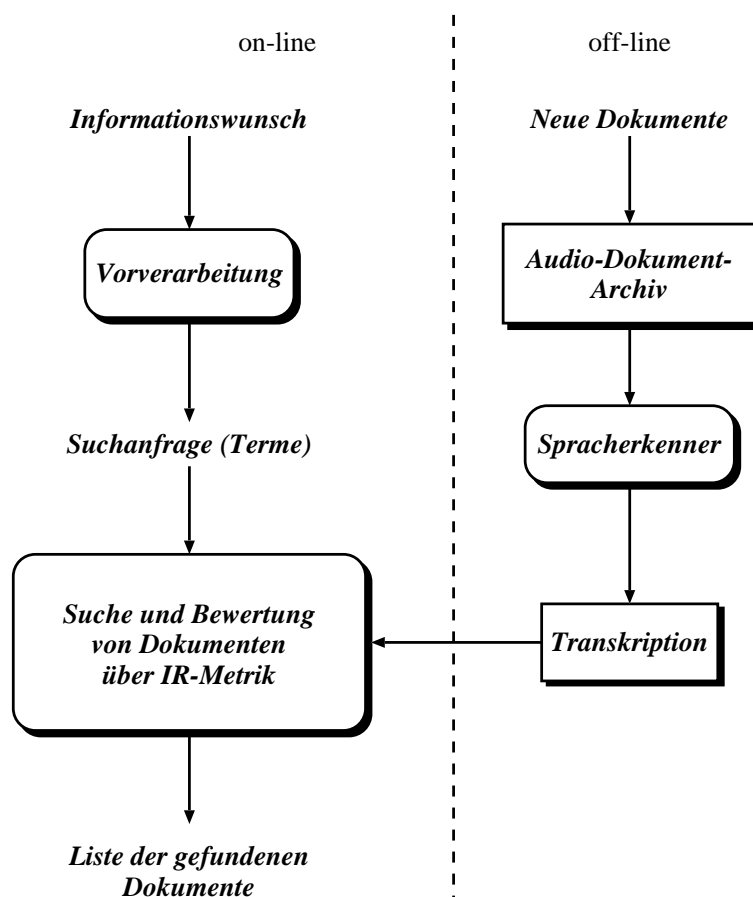 on-line
off-line
Informationswunsch
Neue Dokumente
Vorverarbeitung
Audio-Dokument-
Archiv
Suchanfrage (Terme)
Spracherkenner
Suche und Bewertung
von Dokumenten
über IR-Metrik
Transkription
Liste der gefundenen
Dokumente